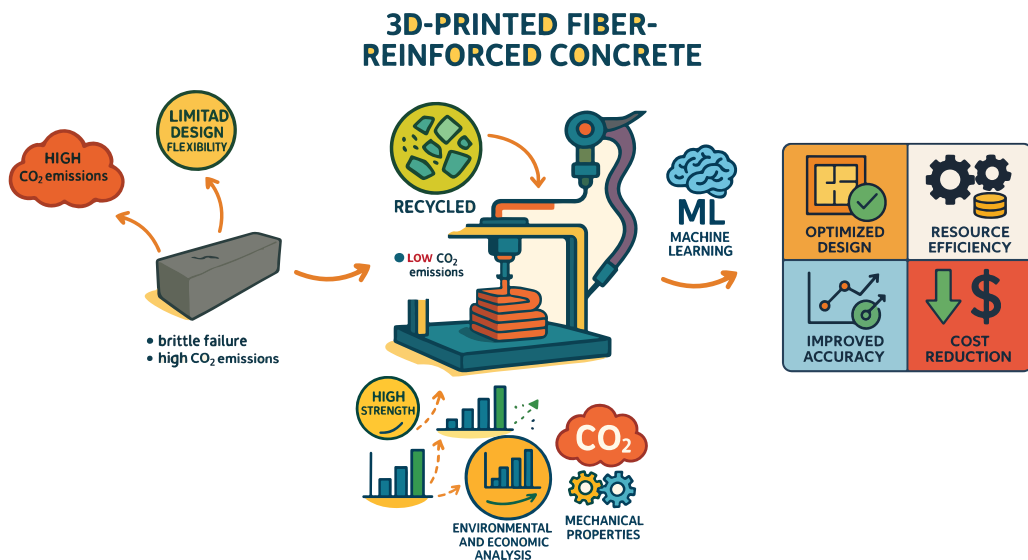 3D-PRINTED FIBER-
REINFORCED CONCRETE
HIGH
CO₂ emissions
LIMITAD
DESIGN
FLEXIBILITY
• brittle failure
• high CO₂ emissions
RECYCLED
• LOW CO₂
emissions
ML
MACHINE
LEARNING
OPTIMIZED
DESIGN
RESOURCE
EFFICIENCY
IMPROVED
ACCURACY
$
COST
REDUCTION
HIGH
STRENGTH
ENVIRONMENTAL
AND ECONOMIC
ANALYSIS
CO₂
MECHANICAL
PROPERTIES